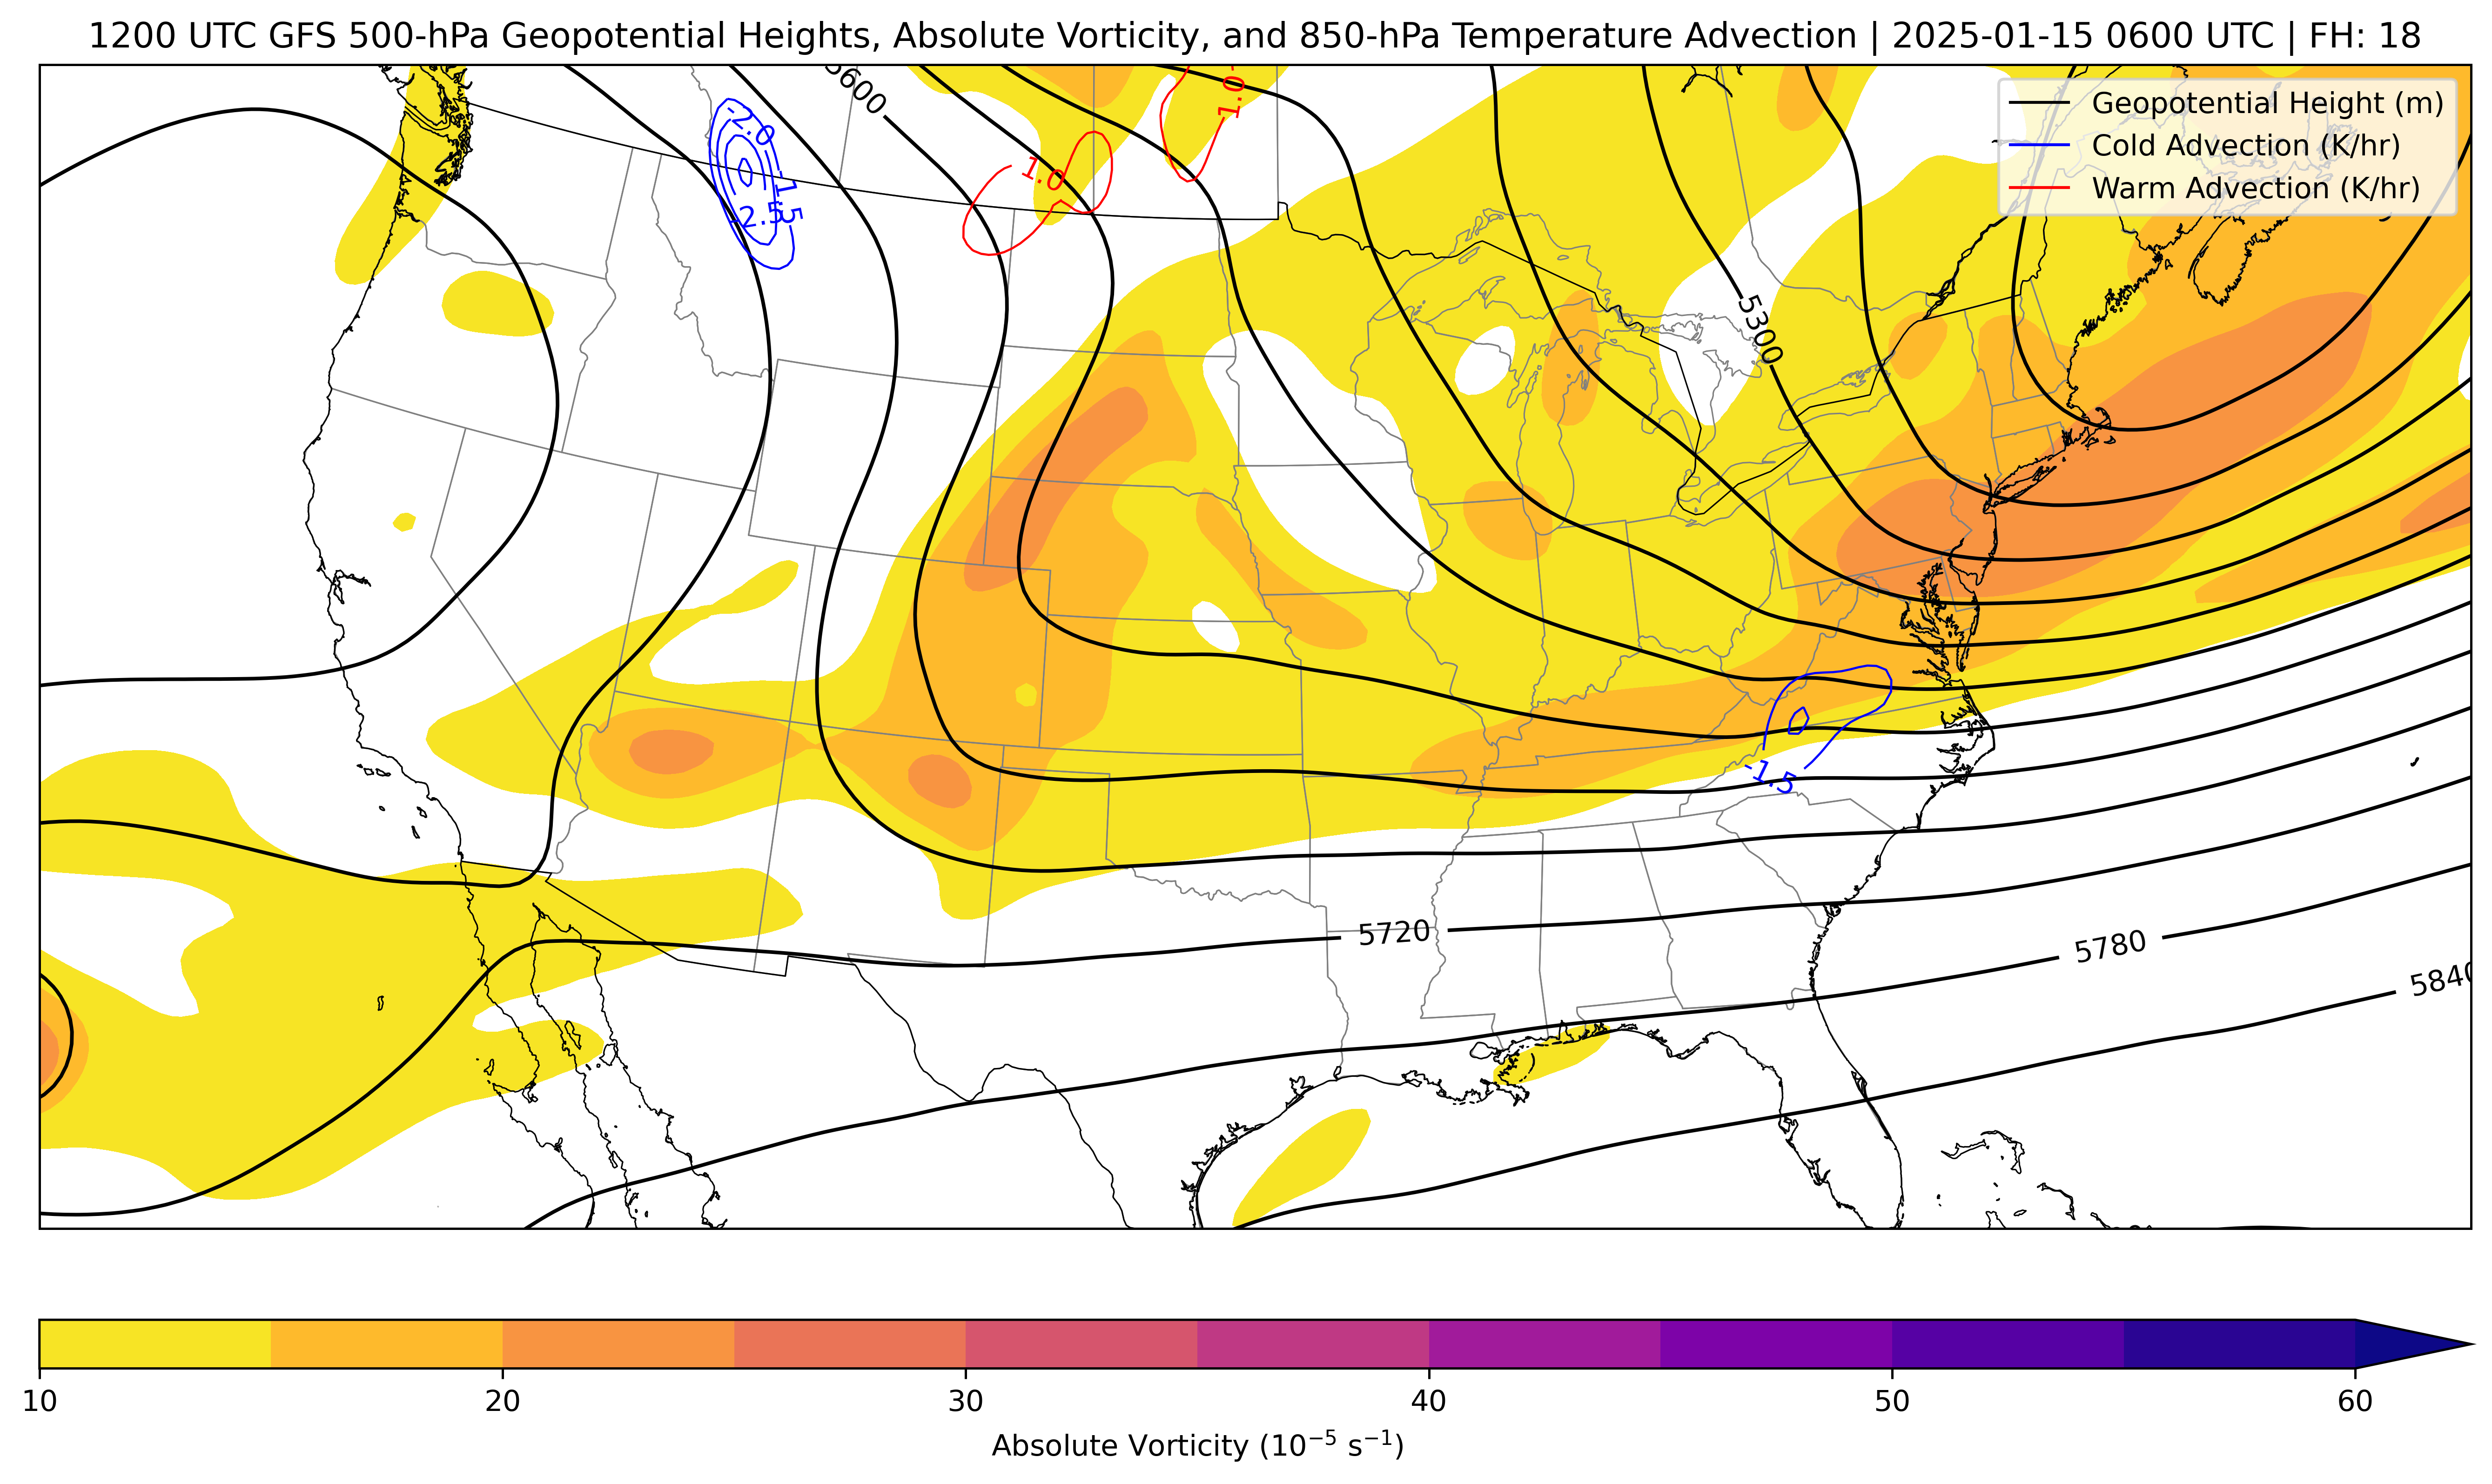 1200 UTC GFS 500-hPa Geopotential Heights, Absolute Vorticity, and 850-hPa Temperature Advection | 2025-01-15 0600 UTC | FH: 18
5600
1.0
-2.0
Geopotential Height (m)
Cold Advection (K/hr)
Warm Advection (K/hr)
1.0
-1.5
-2.5
5300
-1.5
5720
5780
5840
10 20 30 40 50 60
Absolute Vorticity (10⁻⁵ s⁻¹)